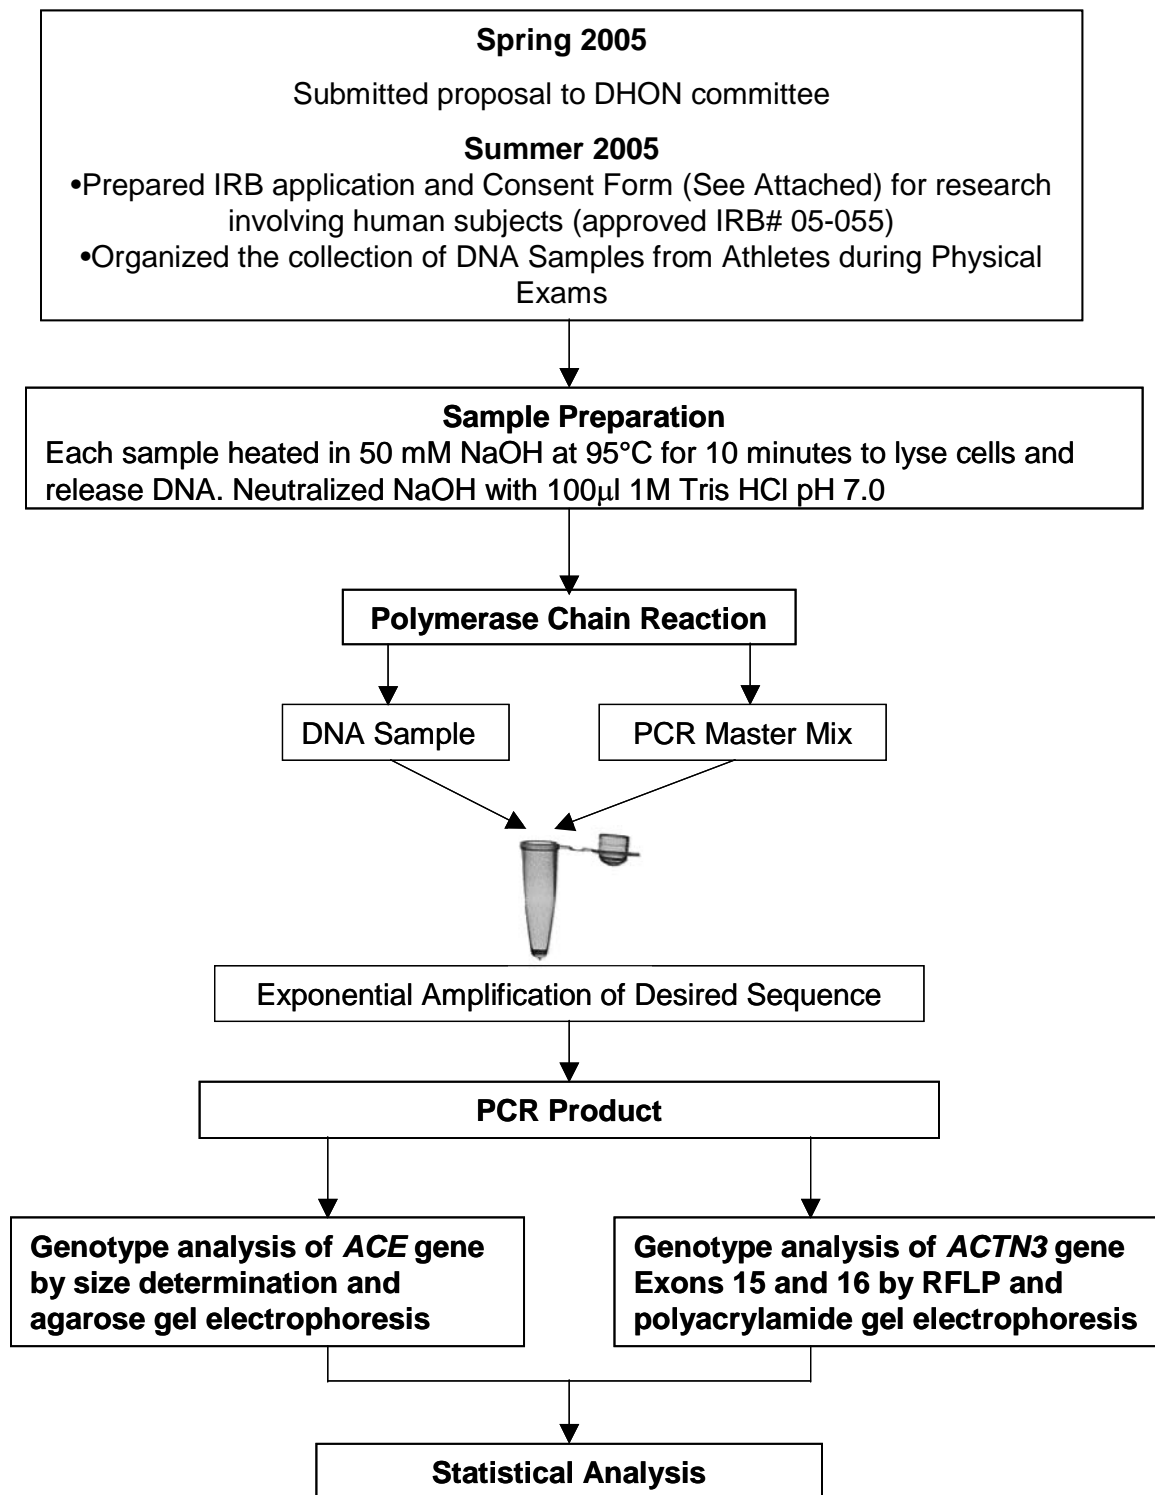 Spring 2005
Submitted proposal to DHON committee
Summer 2005
•Prepared IRB application and Consent Form (See Attached) for research
involving human subjects (approved IRB# 05-055)
•Organized the collection of DNA Samples from Athletes during Physical
Exams
Sample Preparation
Each sample heated in 50 mM NaOH at 95°C for 10 minutes to lyse cells and
release DNA. Neutralized NaOH with 100μl 1M Tris HCl pH 7.0
Polymerase Chain Reaction
DNA Sample
PCR Master Mix
Exponential Amplification of Desired Sequence
PCR Product
Genotype analysis of ACE gene
by size determination and
agarose gel electrophoresis
Genotype analysis of ACTN3 gene
Exons 15 and 16 by RFLP and
polyacrylamide gel electrophoresis
Statistical Analysis